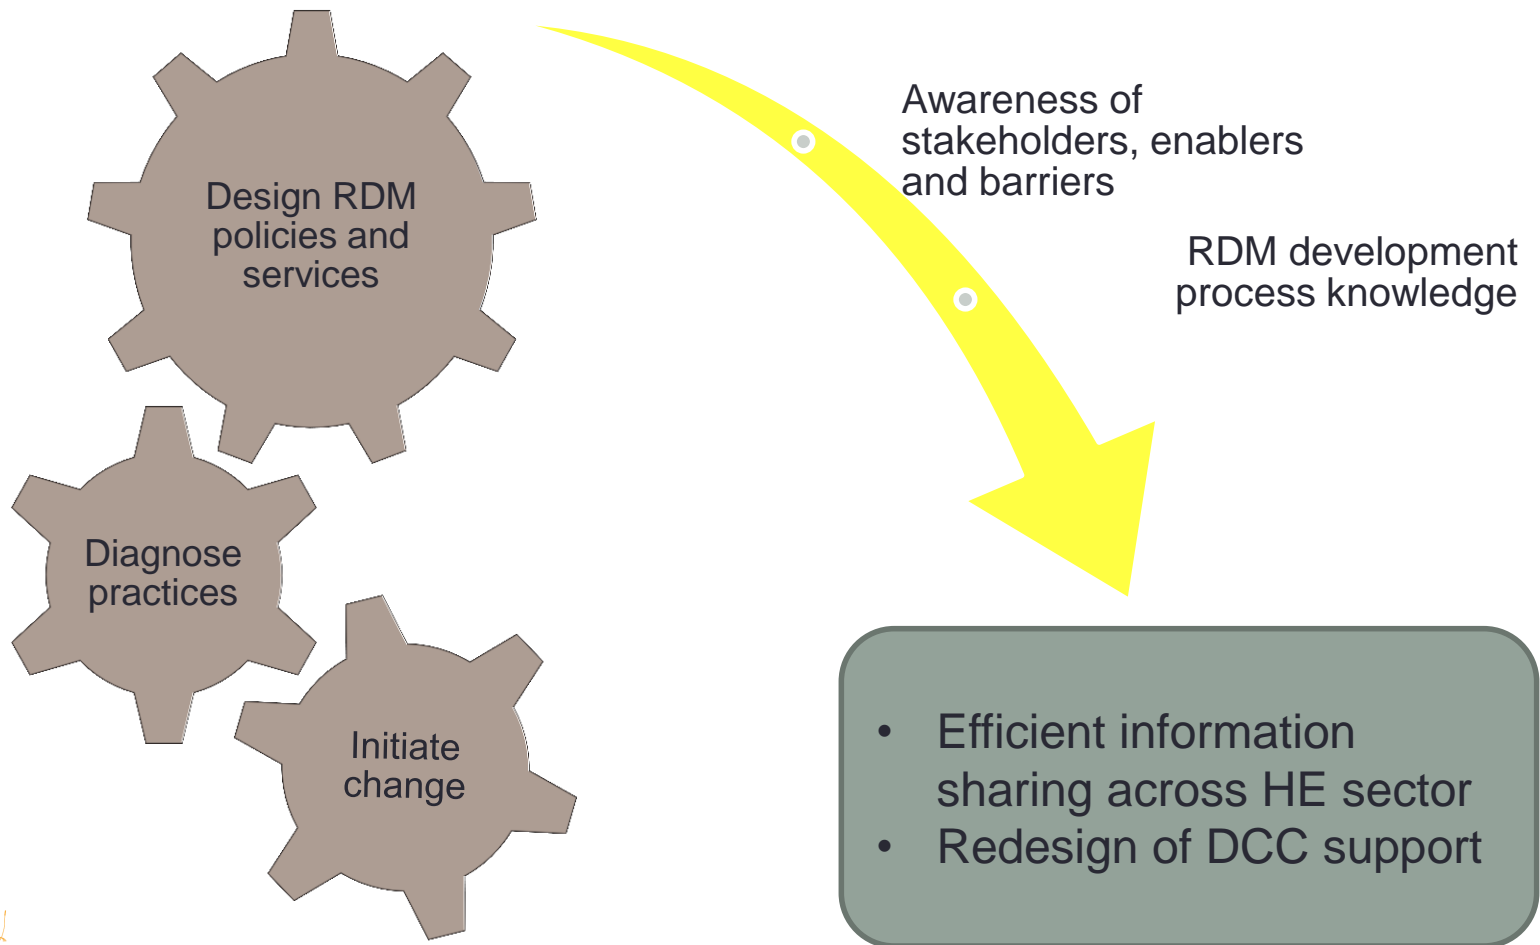 Design RDM
policies and
services
Diagnose
practices
Initiate
change
Awareness of
stakeholders, enablers
and barriers
RDM development
process knowledge
• Efficient information
sharing across HE sector
• Redesign of DCC support